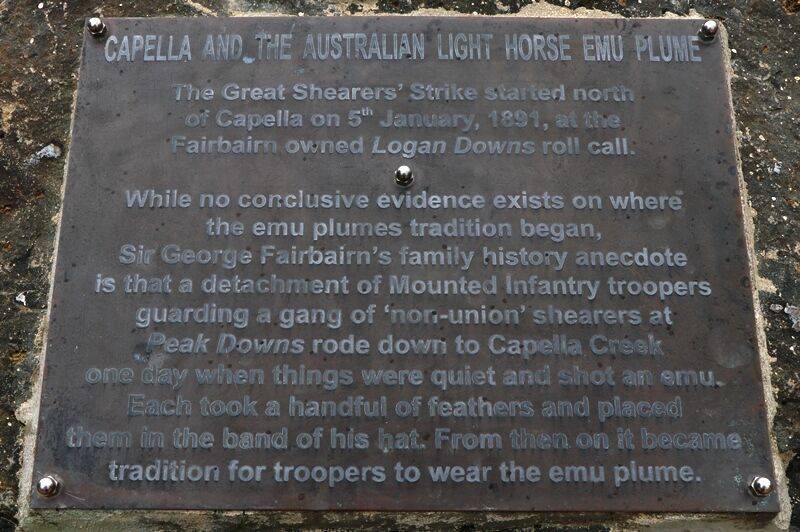 CAPELLA AND THE AUSTRALIAN LIGHT HORSE EMU PLUME
The Great Shearers' Strike started north
of Capella on 5th January, 1891, at the
Fairbairn owned Logan Downs roll call.
While no conclusive evidence exists on where
the emu plumes tradition began,
Sir George Fairbairn's family history anecdote
is that a detachment of Mounted Infantry troopers
guarding a gang of 'non-union' shearers at
Peak Downs rode down to Capella Creek
one day when things were quiet and shot an emu.
Each took a handful of feathers and placed
them in the band of his hat. From then on it became
tradition for troopers to wear the emu plume.